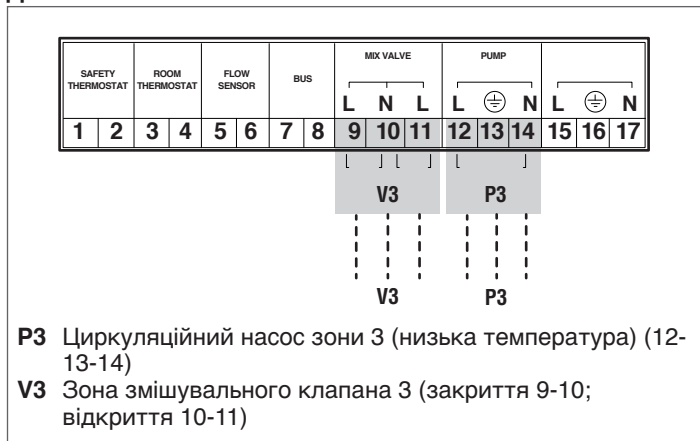 SAFETY THERMOSTAT
ROOM THERMOSTAT
FLOW SENSOR
BUS
MIX VALVE
PUMP
L N L L N L N
1 2 3 4 5 6 7 8 9 10 11 12 13 14 15 16 17
V3 P3
V3 P3
P3 Циркуляційний насос зони 3 (низька температура) (12-
13-14)
V3 Зона змішувального клапана 3 (закриття 9-10;
відкриття 10-11)